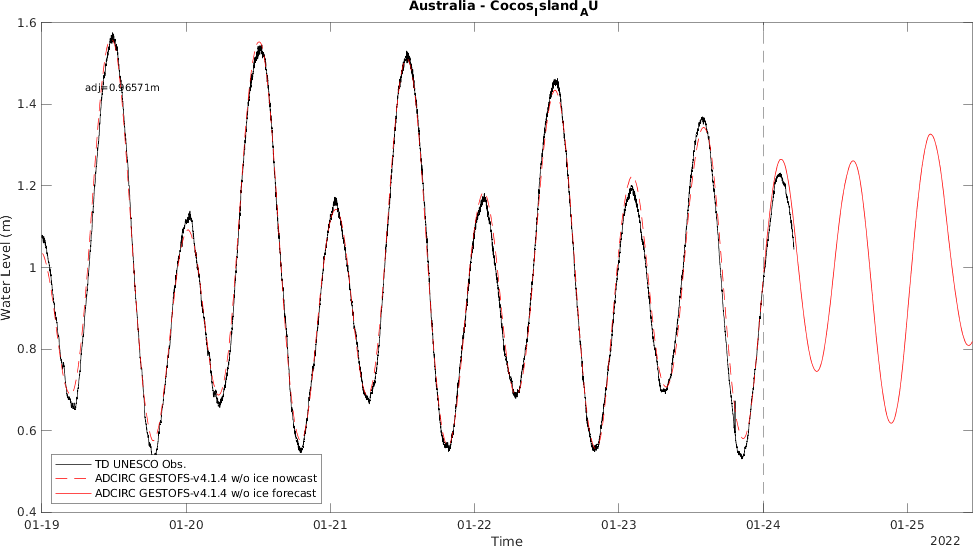 Australia - Cocos_Island_AU
1.6
adj=0.96571m
1.4
1.2
1
0.8
0.6
0.4
Water Level (m)
TD UNESCO Obs.
ADCIRC GESTOFS-v4.1.4 w/o ice nowcast
ADCIRC GESTOFS-v4.1.4 w/o ice forecast
01-19 01-20 01-21 01-22 01-23 01-24 01-25
Time
2022